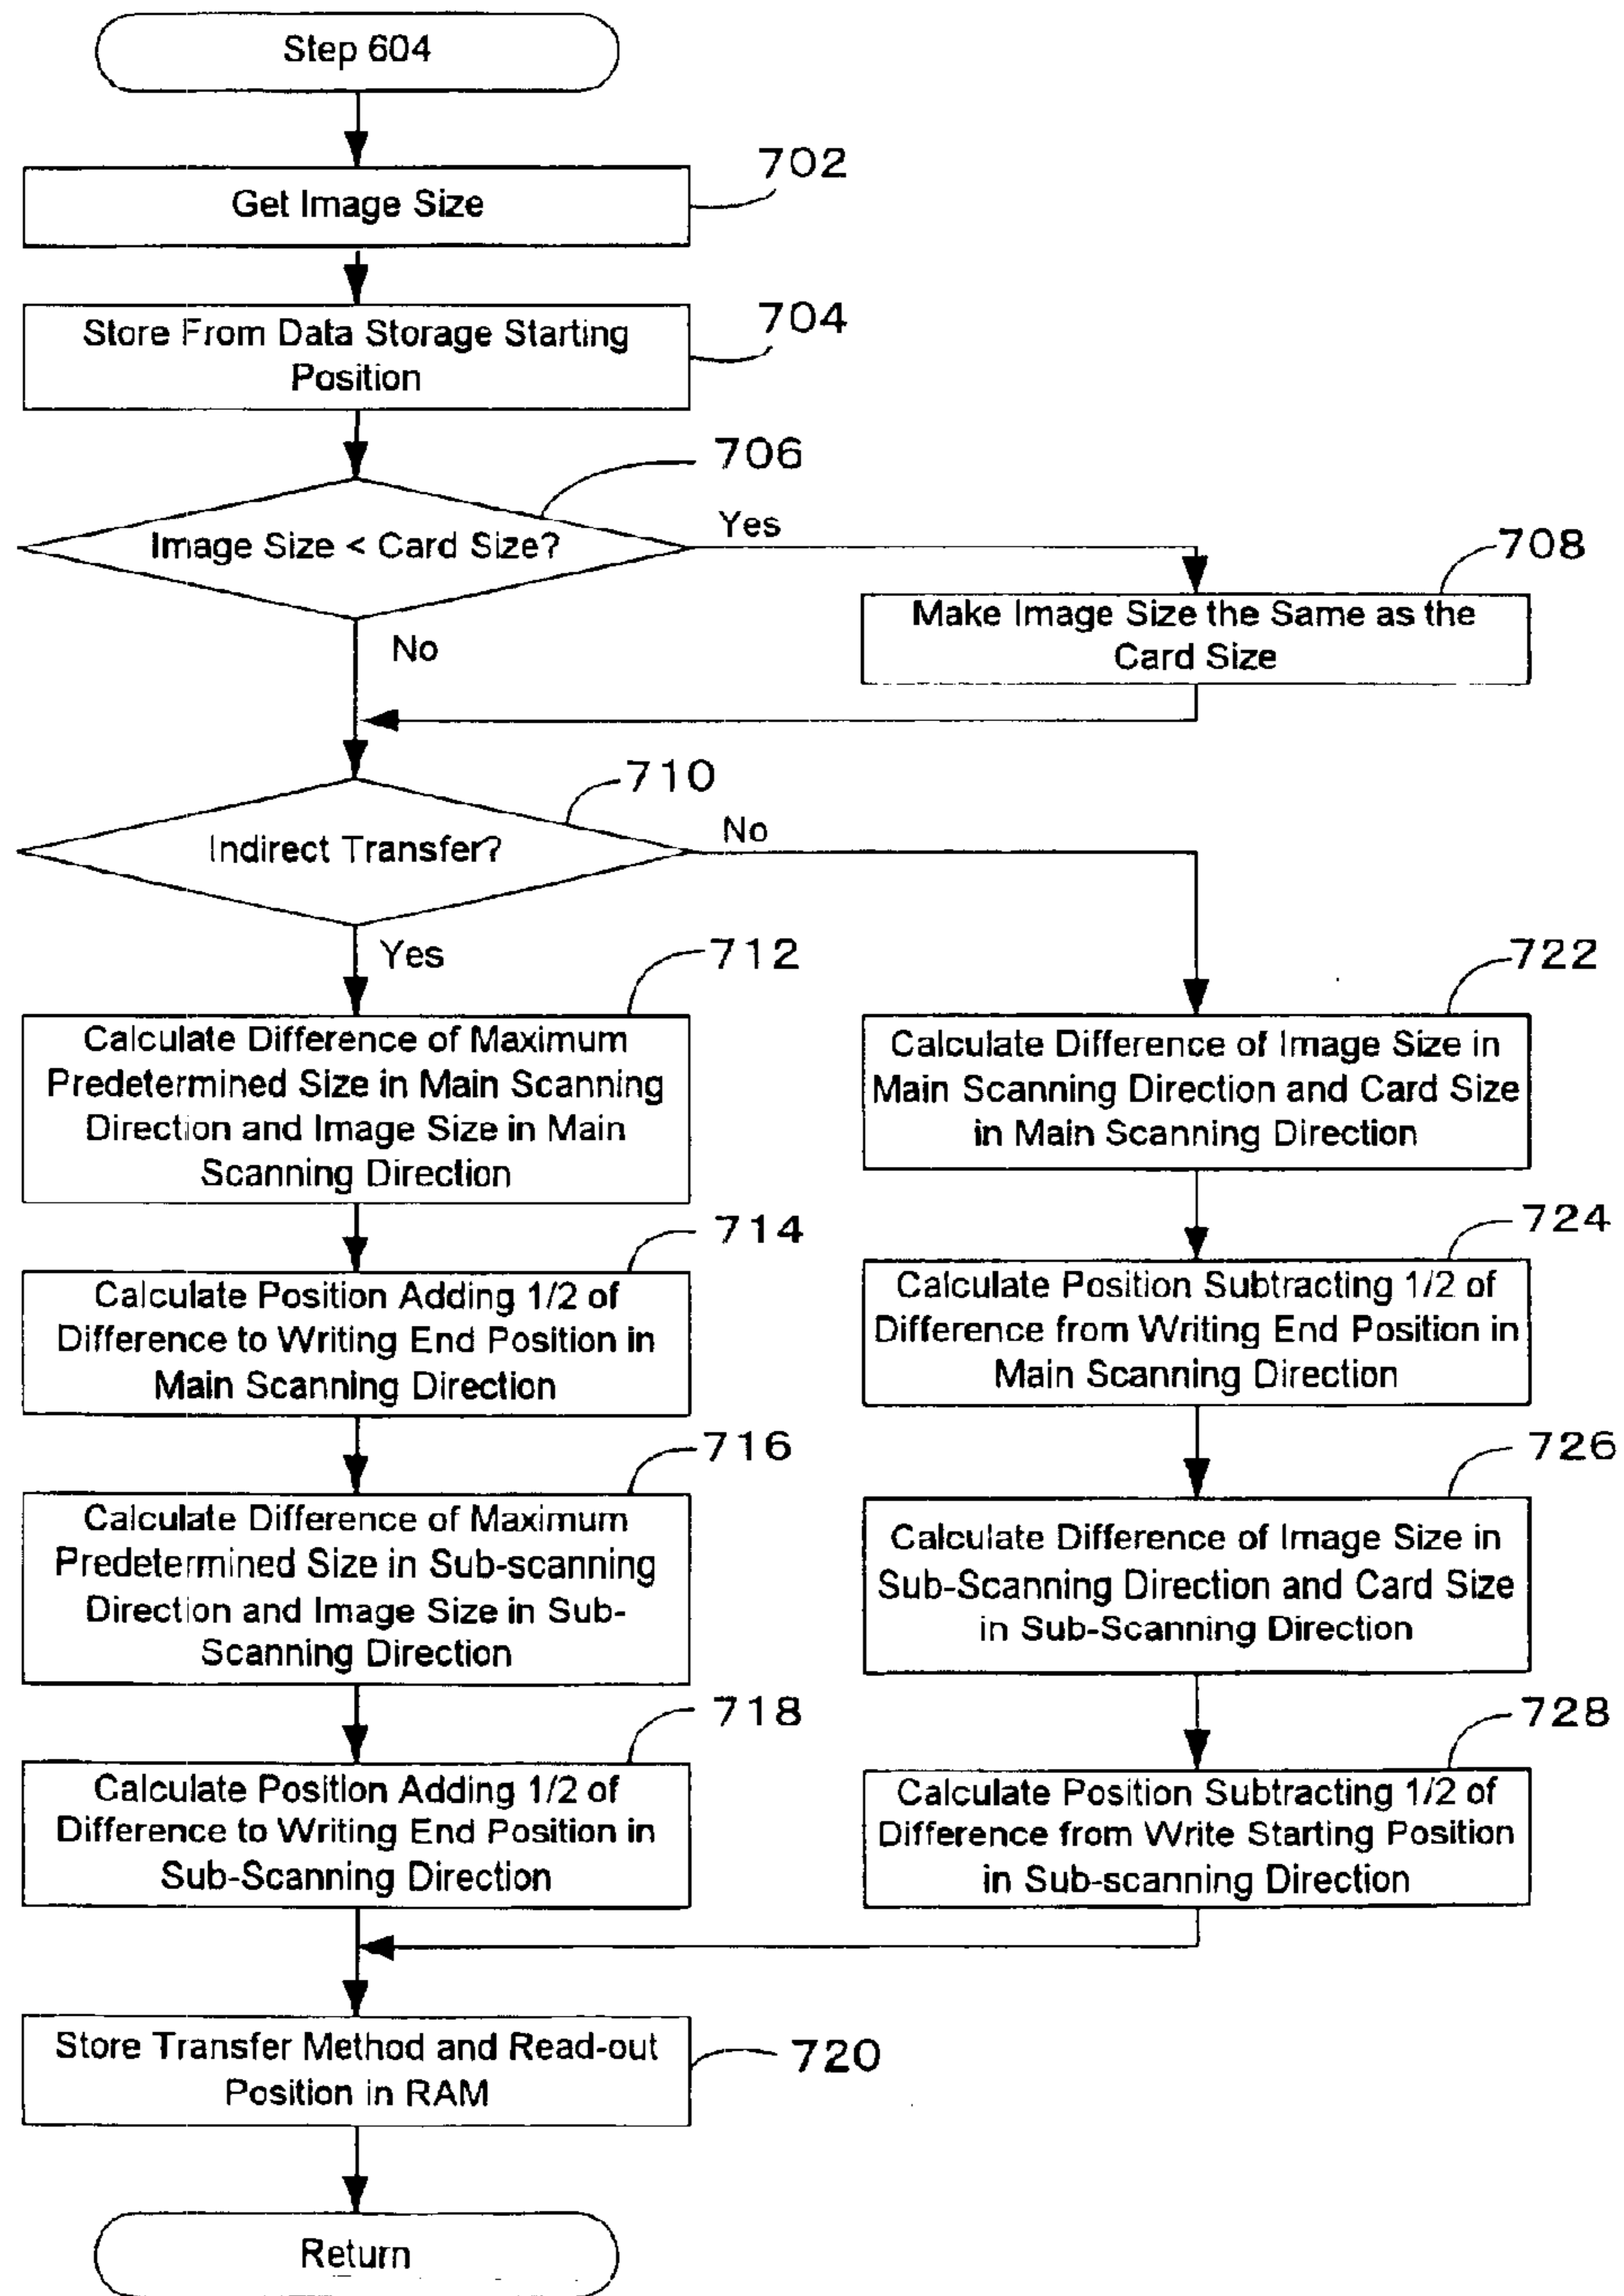 Step 604
702
Get Image Size
704
Store From Data Storage Starting
Position
706
Image Size < Card Size?
Yes
708
Make Image Size the Same as the
Card Size
No
710
Indirect Transfer?
No
Yes
712
Calculate Difference of Maximum
Predetermined Size in Main Scanning
Direction and Image Size in Main
Scanning Direction
722
Calculate Difference of Image Size in
Main Scanning Direction and Card Size
in Main Scanning Direction
714
Calculate Position Adding 1/2 of
Difference to Writing End Position in
Main Scanning Direction
724
Calculate Position Subtracting 1/2 of
Difference from Writing End Position in
Main Scanning Direction
716
Calculate Difference of Maximum
Predetermined Size in Sub-scanning
Direction and Image Size in Sub-
Scanning Direction
726
Calculate Difference of Image Size in
Sub-Scanning Direction and Card Size
in Sub-Scanning Direction
718
Calculate Position Adding 1/2 of
Difference to Writing End Position in
Sub-Scanning Direction
728
Calculate Position Subtracting 1/2 of
Difference from Write Starting Position
in Sub-scanning Direction
Store Transfer Method and Read-out
Position in RAM
720
Return